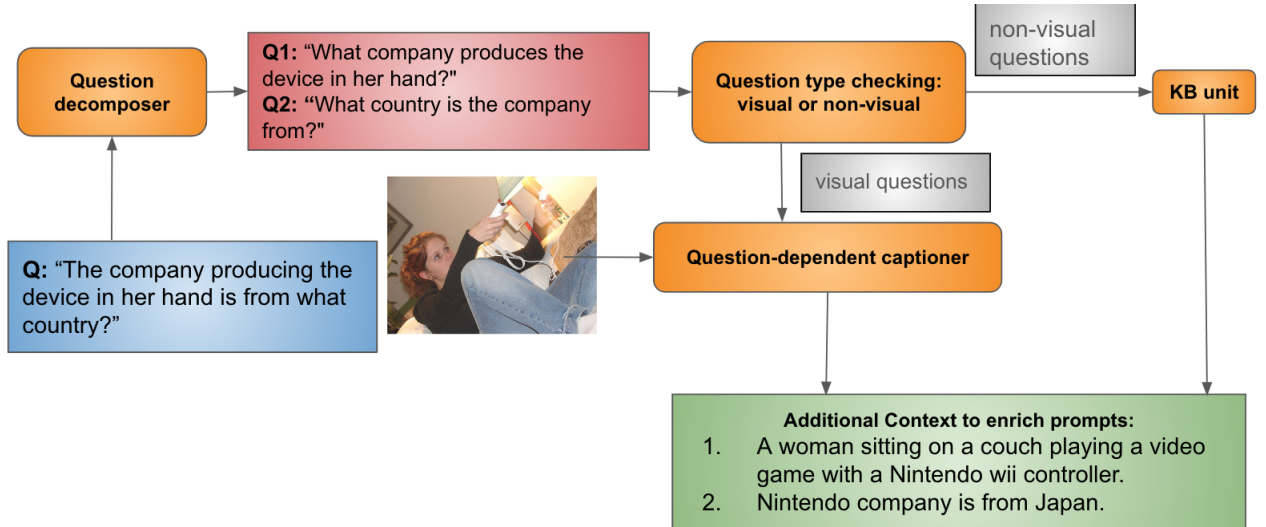 Question
decomposer
Q1: “What company produces the
device in her hand?"
Q2: “What country is the company
from?"
Question type checking:
visual or non-visual
non-visual
questions
KB unit
visual questions
Q: “The company producing the
device in her hand is from what
country?”
Question-dependent captioner
Additional Context to enrich prompts:
1. A woman sitting on a couch playing a video
game with a Nintendo wii controller.
2. Nintendo company is from Japan.